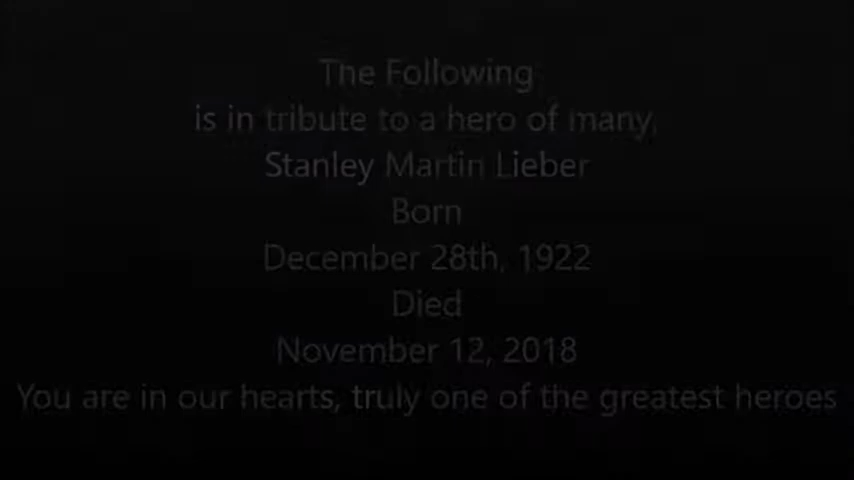 The Following
is in tribute to a hero of many,
Stanley Martin Lieber
Born
December 28th, 1922
Died
November 12, 2018
You are in our hearts, truly one of the greatest heroes